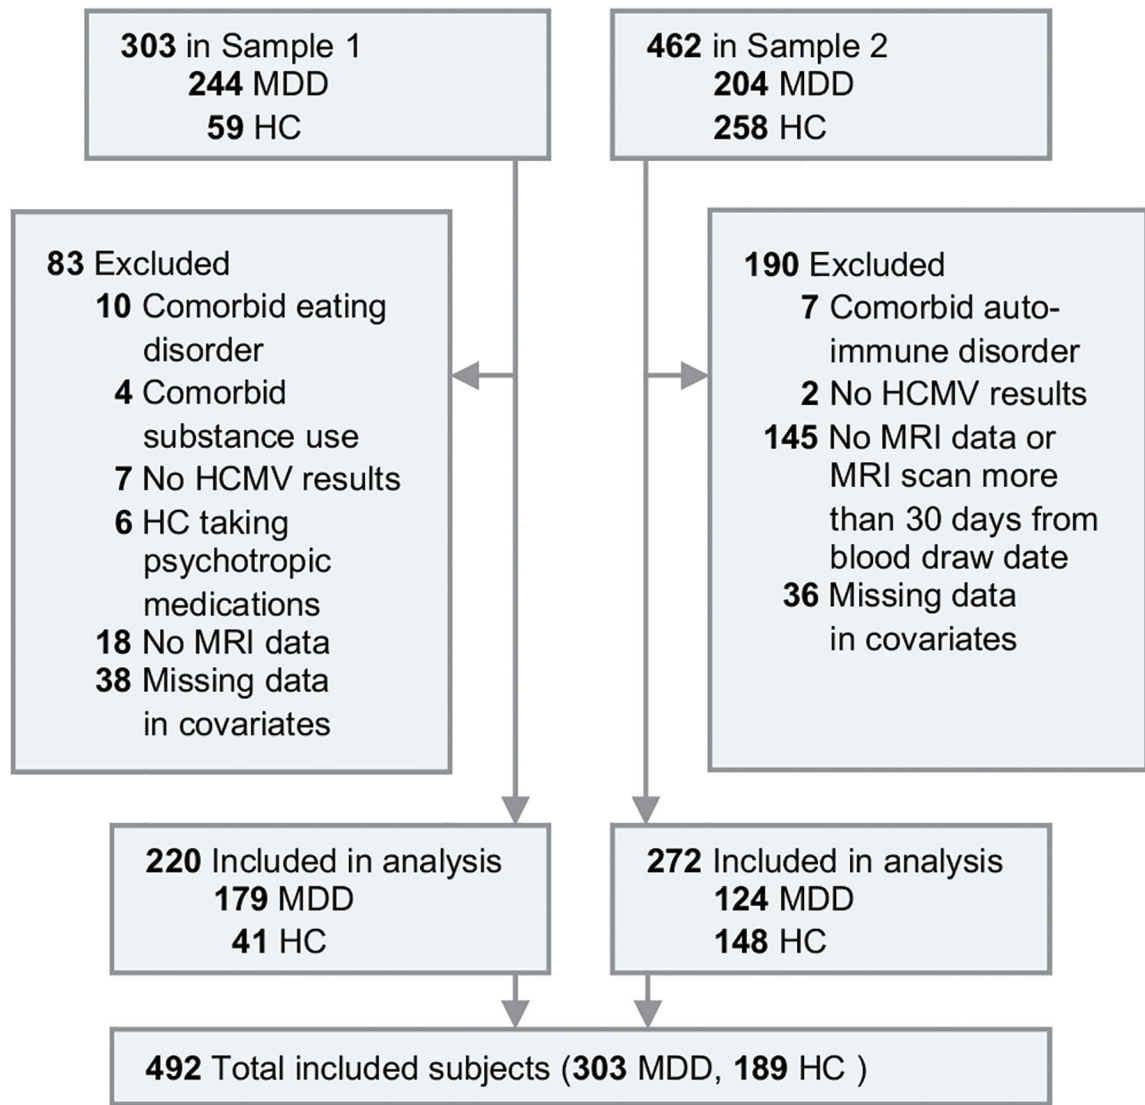 303 in Sample 1
244 MDD
59 HC
462 in Sample 2
204 MDD
258 HC
83 Excluded
10 Comorbid eating
disorder
4 Comorbid
substance use
7 No HCMV results
6 HC taking
psychotropic
medications
18 No MRI data
38 Missing data
in covariates
190 Excluded
7 Comorbid auto-
immune disorder
2 No HCMV results
145 No MRI data or
MRI scan more
than 30 days from
blood draw date
36 Missing data
in covariates
220 Included in analysis
179 MDD
41 HC
272 Included in analysis
124 MDD
148 HC
492 Total included subjects (303 MDD, 189 HC )